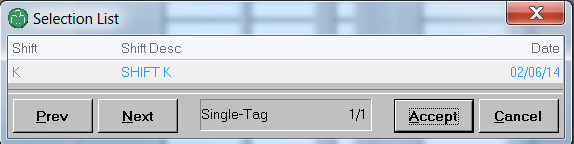 Selection List
Shift Shift Desc Date
K SHIFT K 02/06/14
Prev Next Single-Tag 1/1 Accept Cancel